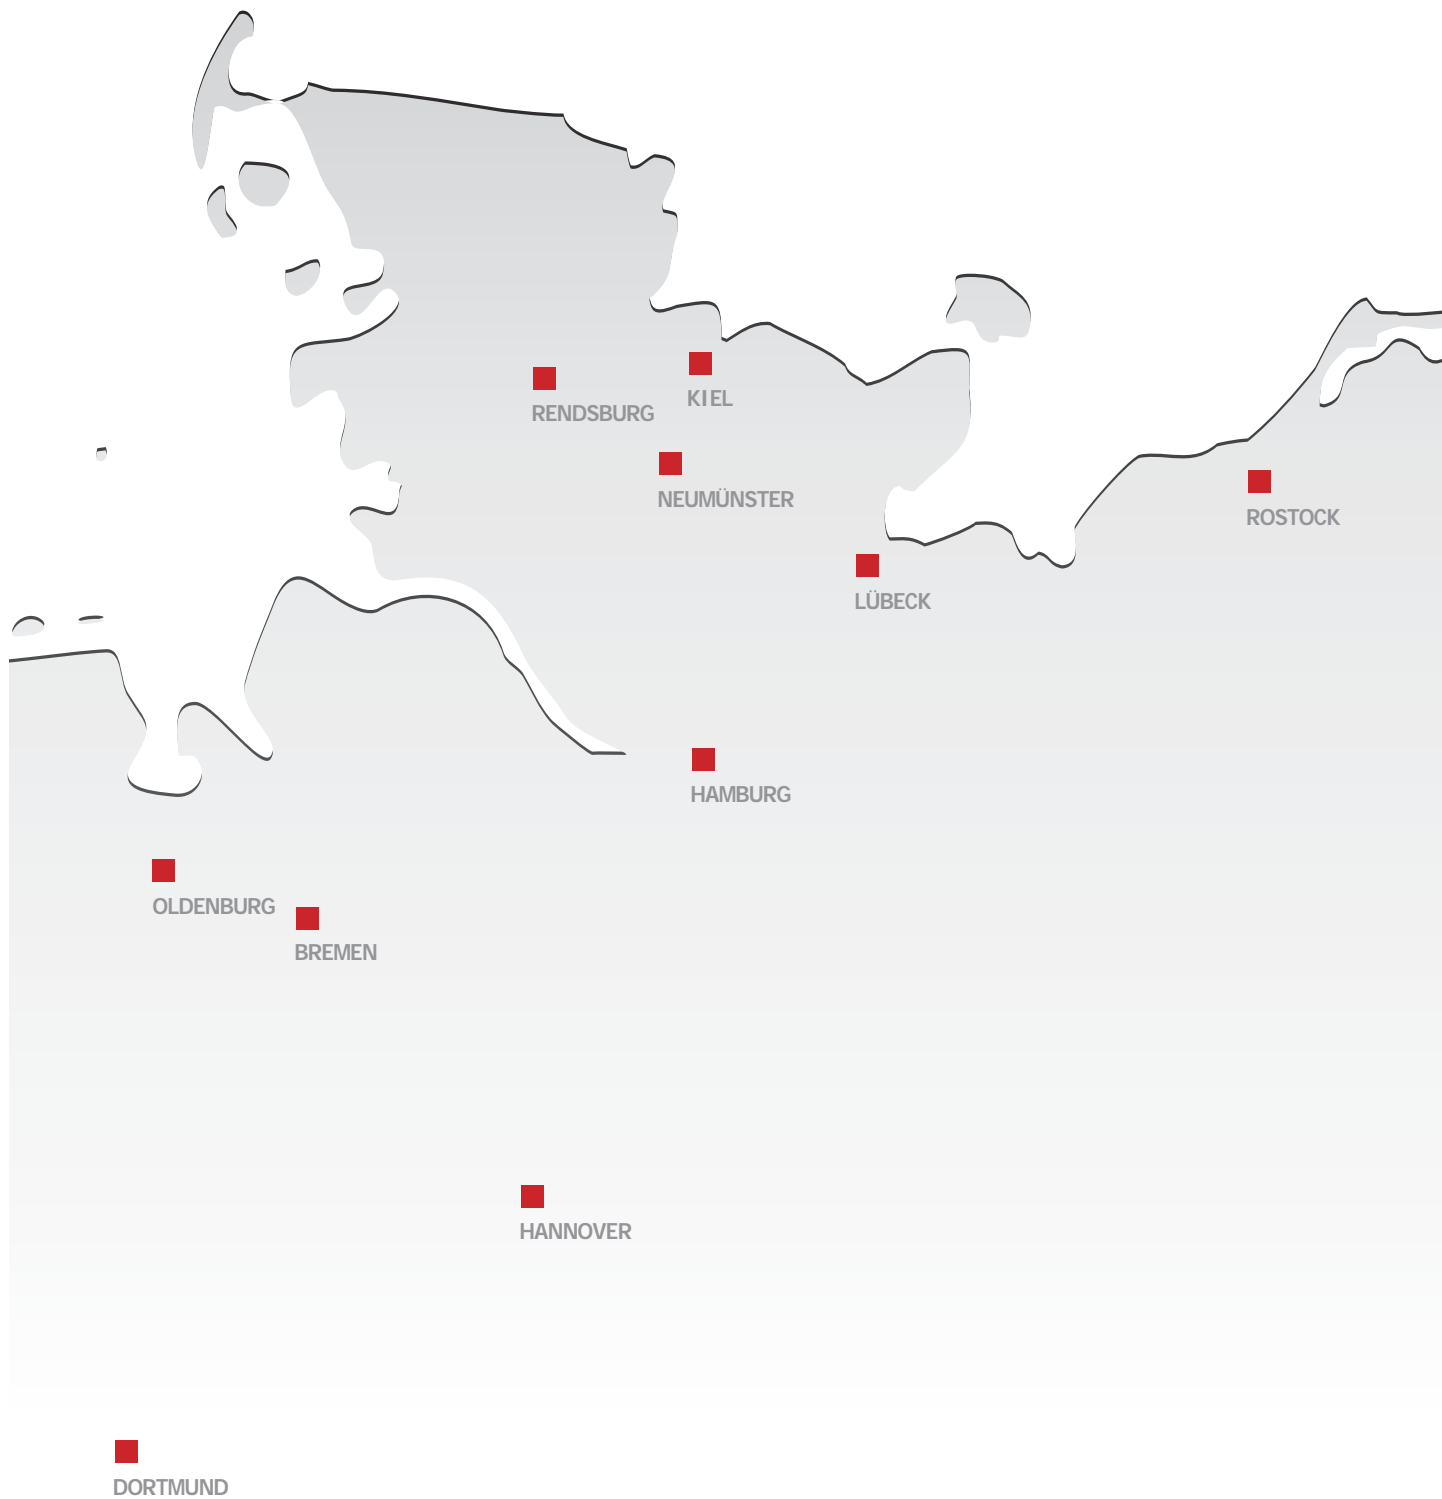 KIEL
RENDSBURG
NEUMÜNSTER
ROSTOCK
LÜBECK
HAMBURG
OLDENBURG
BREMEN
HANNOVER
DORTMUND